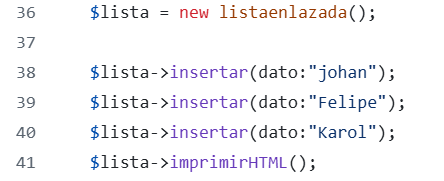 36 $lista = new listaenlazada();
37
38 $lista->insertar(dato:"johan");
39 $lista->insertar(dato:"Felipe");
40 $lista->insertar(dato:"Karol");
41 $lista->imprimirHTML();